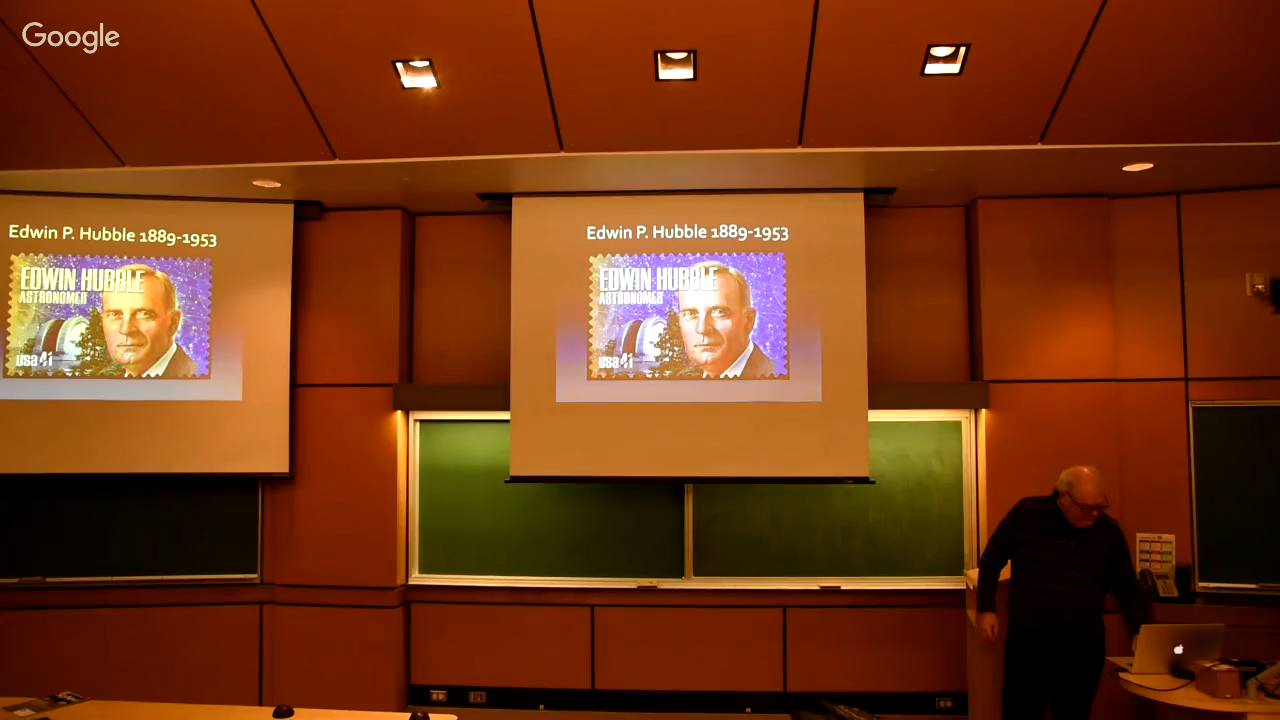 Google
Edwin P. Hubble 1889-1953
EDWIN HUBBLE
ASTRONOMER
USA 41
Edwin P. Hubble 1889-1953
EDWIN HUBBLE
ASTRONOMER
USA 41